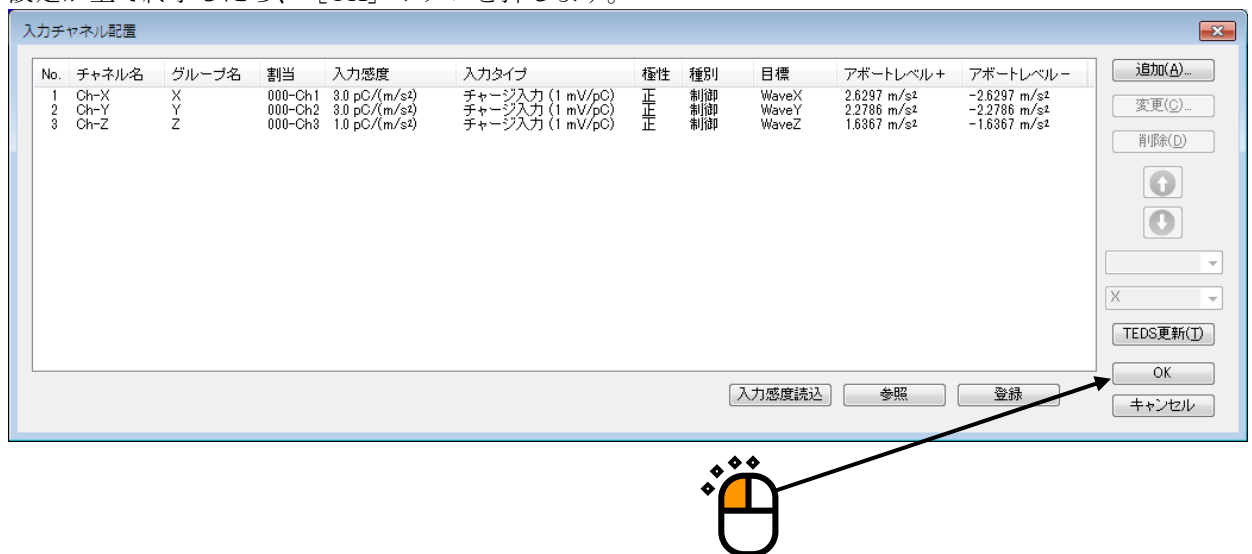 入力チャネル配置
No. チャネル名 グループ名 割当 入力感度 入力タイプ 極性 種別 目標 アボートレベル+ アボートレベル-
1 Ch-X X 000-Ch1 3.0 pC/(m/s²) チャージ入力 (1 mV/pC) 正 制御 WaveX 2.6297 m/s² -2.6297 m/s²
2 Ch-Y Y 000-Ch2 3.0 pC/(m/s²) チャージ入力 (1 mV/pC) 正 制御 WaveY 2.2786 m/s² -2.2786 m/s²
3 Ch-Z Z 000-Ch3 1.0 pC/(m/s²) チャージ入力 (1 mV/pC) 正 制御 WaveZ 1.6367 m/s² -1.6367 m/s²
追加(A)...
変更(C)...
削除(D)
X
TEDS更新(T)
OK
キャンセル
入力感度読込 参照 登録